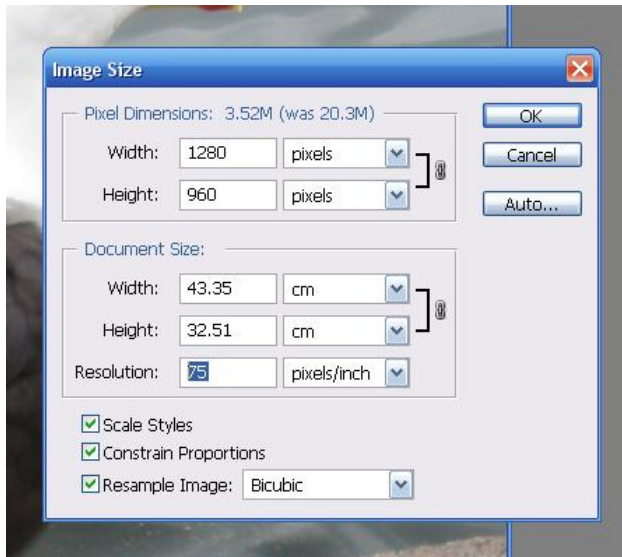 Image Size
Pixel Dimensions: 3.52M (was 20.3M)
Width: 1280 pixels
Height: 960 pixels
OK
Cancel
Auto...
Document Size:
Width: 43.35 cm
Height: 32.51 cm
Resolution: 75 pixels/inch
Scale Styles
Constrain Proportions
Resample Image: Bicubic